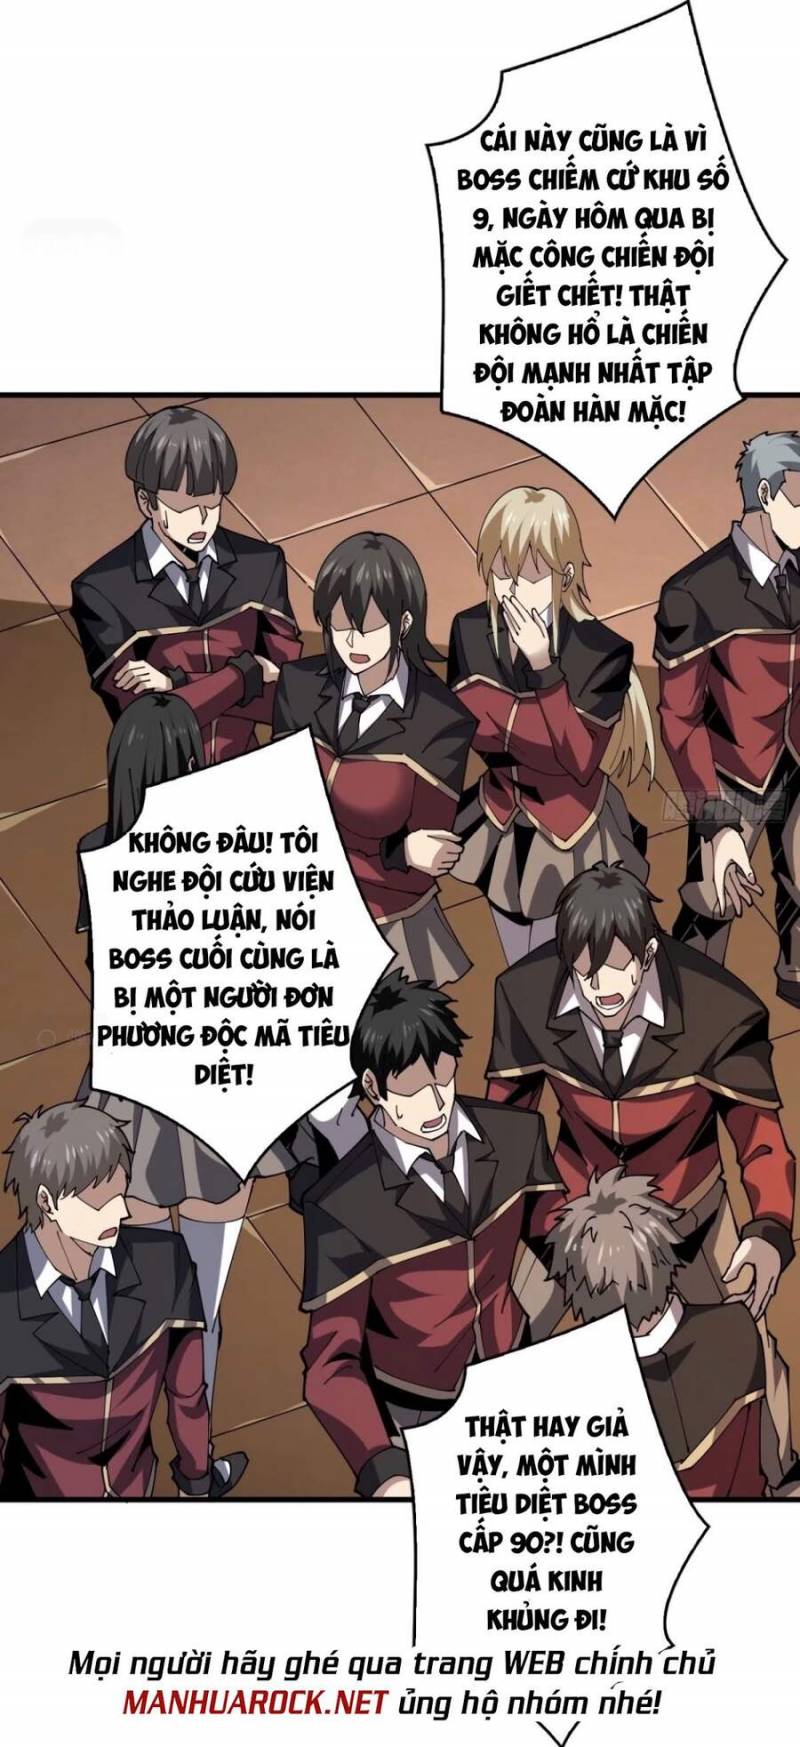 CÁI NÀY CŨNG LÀ VÌ
BOSS CHIẾM CỨ KHU SỐ
9, NGÀY HÔM QUA BỊ
MẶC CÔNG CHIẾN ĐỘI
GIẾT CHẾT! THẬT
KHÔNG HỔ LÀ CHIẾN
ĐỘI MẠNH NHẤT TẬP
ĐOÀN HÀN MẶC!
KHÔNG ĐÂU! TÔI
NGHE ĐỘI CỨU VIỆN
THẢO LUẬN, NÓI
BOSS CUỐI CÙNG LÀ
BỊ MỘT NGƯỜI ĐƠN
PHƯƠNG ĐỘC MÃ TIÊU
DIỆT!
THẬT HAY GIẢ
VẬY, MỘT MÌNH
TIÊU DIỆT BOSS
CẤP 90?! CŨNG
QUÁ KINH
KHỦNG ĐI!
Mọi người hãy ghé qua trang WEB chính chủ
MANHUAROCK.NET ủng hộ nhóm nhé!